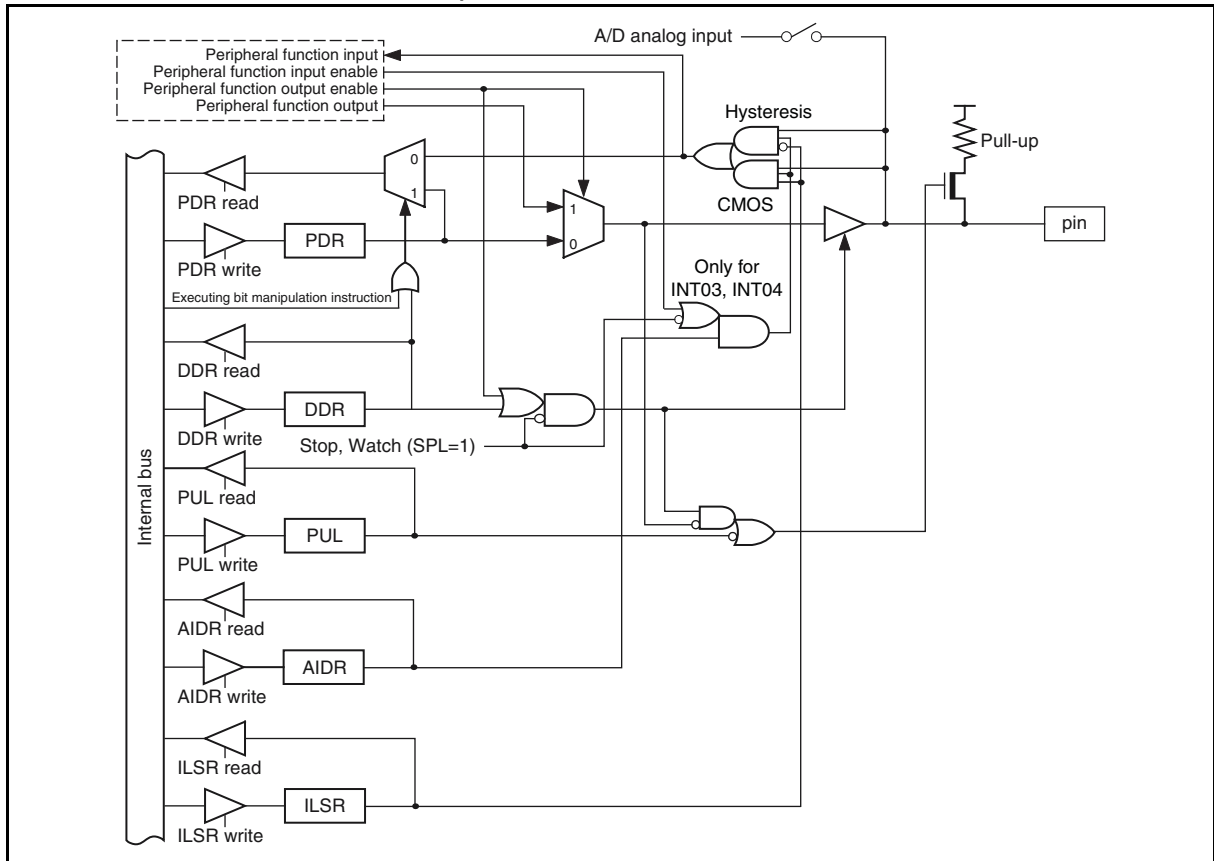 A/D analog input
Peripheral function input
Peripheral function input enable
Peripheral function output enable
Peripheral function output
Hysteresis
Pull-up
0
1
PDR read
CMOS
1
0
pin
PDR
PDR write
Only for
INT03, INT04
Executing bit manipulation instruction
DDR read
DDR
DDR write
Stop, Watch (SPL=1)
Internal bus
PUL read
PUL
PUL write
AIDR read
AIDR
AIDR write
ILSR read
ILSR
ILSR write